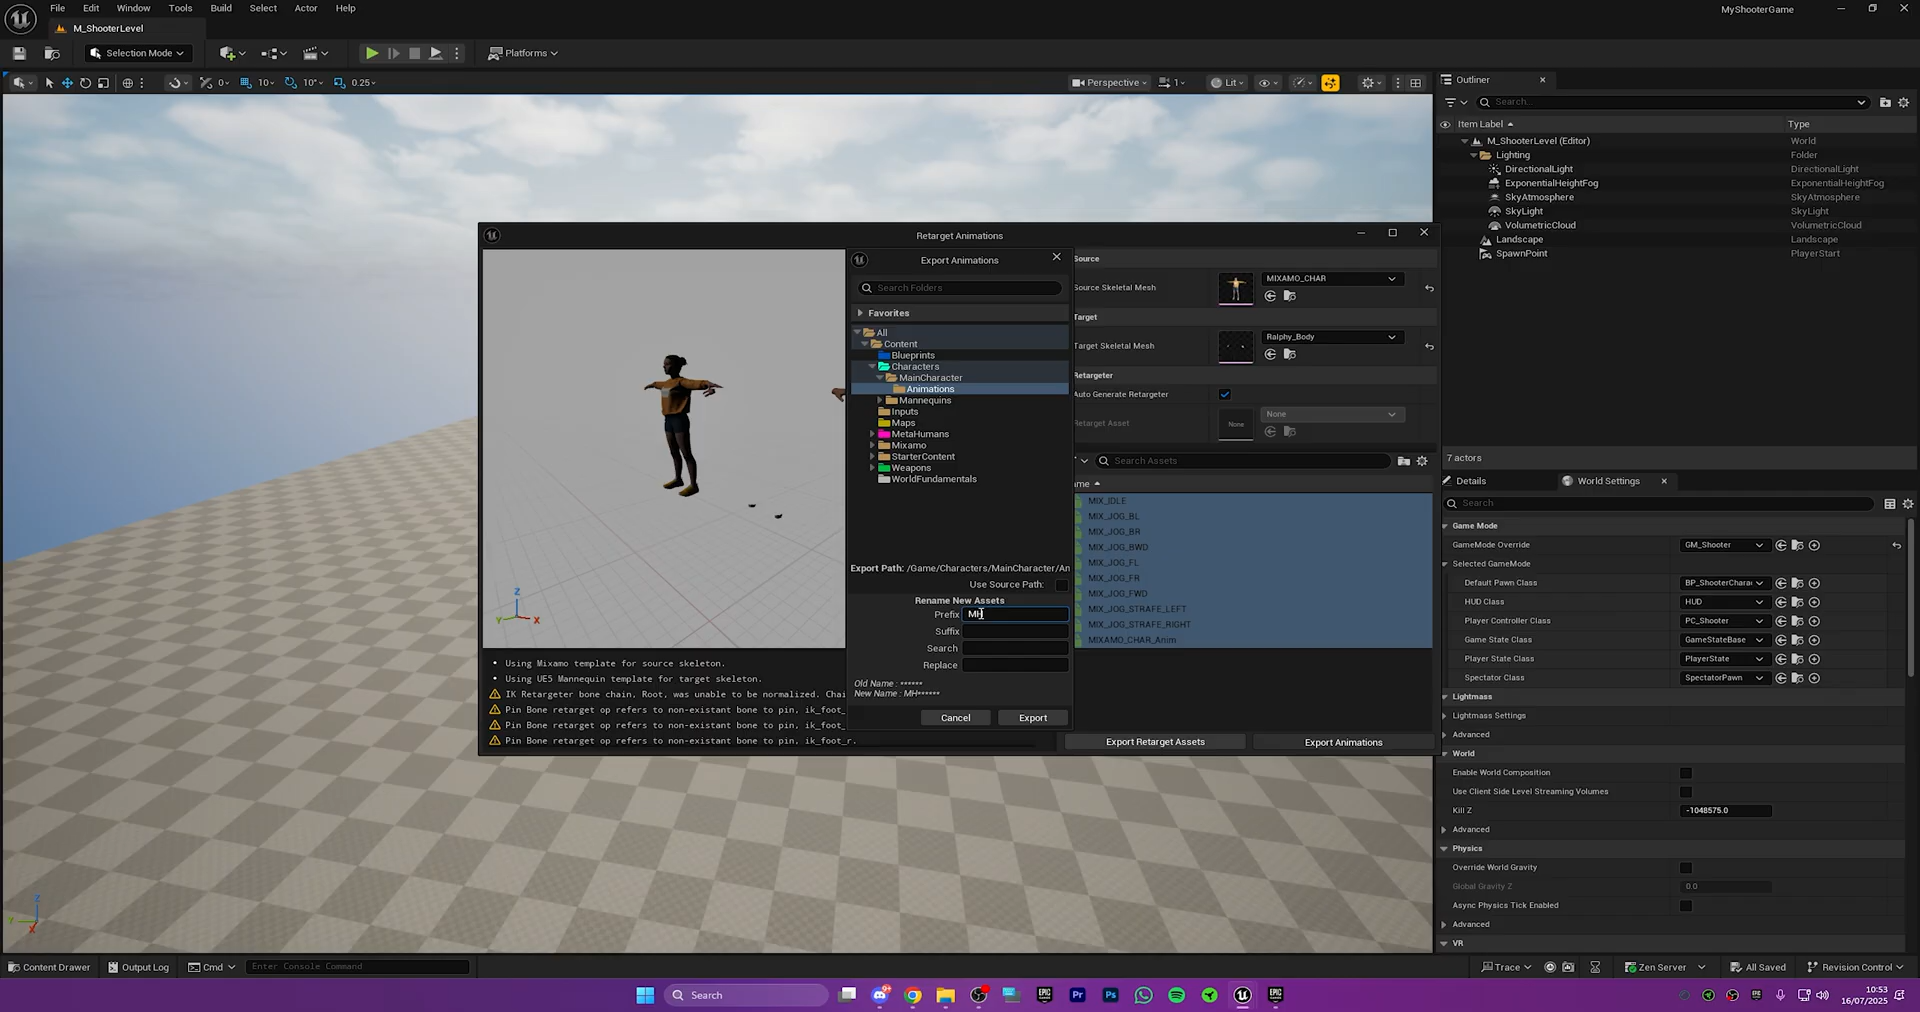 File Edit Window Tools Build Select Actor Help
MyShooterGame
M_ShooterLevel
Selection Mode
Platforms
0 10 10° 0.25
Perspective 1 Lit
Outliner
Search...
Item Label Type
M_ShooterLevel (Editor) World
Lighting Folder
DirectionalLight DirectionalLight
ExponentialHeightFog ExponentialHeightFog
SkyAtmosphere SkyAtmosphere
SkyLight SkyLight
VolumetricCloud VolumetricCloud
Landscape Landscape
SpawnPoint PlayerStart
7 actors
Retarget Animations
Export Animations
Search Folders
Favorites
All
Content
Blueprints
Characters
MainCharacter
Animations
Mannequins
Inputs
Maps
MetaHumans
Mixamo
StarterContent
Weapons
WorldFundamentals
Export Path: /Game/Characters/MainCharacter/An
Use Source Path:
Rename New Assets
Prefix MH
Suffix
Search
Replace
Old Name : ******
New Name : MH******
Cancel Export
Source
Source Skeletal Mesh MIXAMO_CHAR
Target
Target Skeletal Mesh Ralphy_Body
Retargeter
Auto Generate Retargeter
Retarget Asset None None
Search Assets
ame
MIX_IDLE
MIX_JOG_BL
MIX_JOG_BR
MIX_JOG_BWD
MIX_JOG_FL
MIX_JOG_FR
MIX_JOG_FWD
MIX_JOG_STRAFE_LEFT
MIX_JOG_STRAFE_RIGHT
MIXAMO_CHAR_Anim
Export Retarget Assets Export Animations
Z
Y X
• Using Mixamo template for source skeleton.
• Using UE5 Mannequin template for target skeleton.
IK Retargeter bone chain, Root, was unable to be normalized. Chai
Pin Bone retarget op refers to non-existant bone to pin, ik_foot_
Pin Bone retarget op refers to non-existant bone to pin, ik_foot_
Pin Bone retarget op refers to non-existant bone to pin, ik_foot_r.
Z
Y
X
Details World Settings
Search
Game Mode
GameMode Override GM_Shooter
Selected GameMode
Default Pawn Class BP_ShooterCharac
HUD Class HUD
Player Controller Class PC_Shooter
Game State Class GameStateBase
Player State Class PlayerState
Spectator Class SpectatorPawn
Lightmass
Lightmass Settings
Advanced
World
Enable World Composition
Use Client Side Level Streaming Volumes
Kill Z -1048575.0
Advanced
Physics
Override World Gravity
Global Gravity Z 0.0
Async Physics Tick Enabled
Advanced
VR
Content Drawer Output Log Cmd Enter Console Command
Trace Zen Server All Saved Revision Control
Search
EPIC Pr Ps EPIC
10:53
16/07/2025